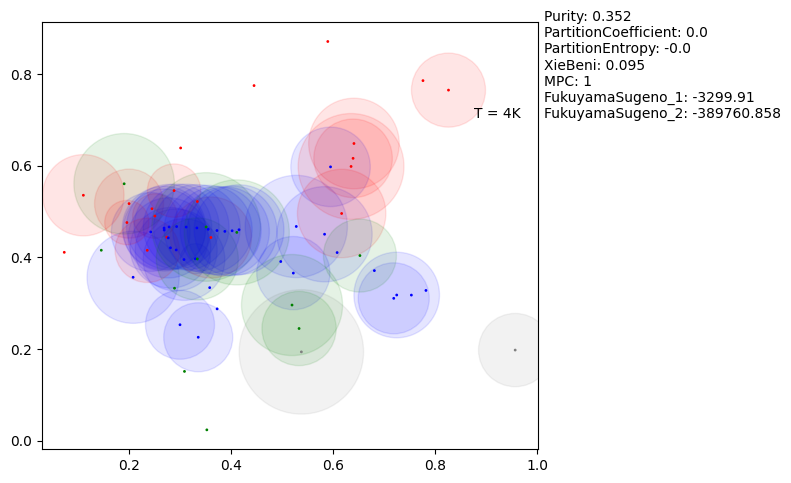 Purity: 0.352
PartitionCoefficient: 0.0
PartitionEntropy: -0.0
XieBeni: 0.095
MPC: 1
FukuyamaSugeno_1: -3299.91
FukuyamaSugeno_2: -389760.858
T = 4K
0.8
0.6
0.4
0.2
0.0
0.2 0.4 0.6 0.8 1.0